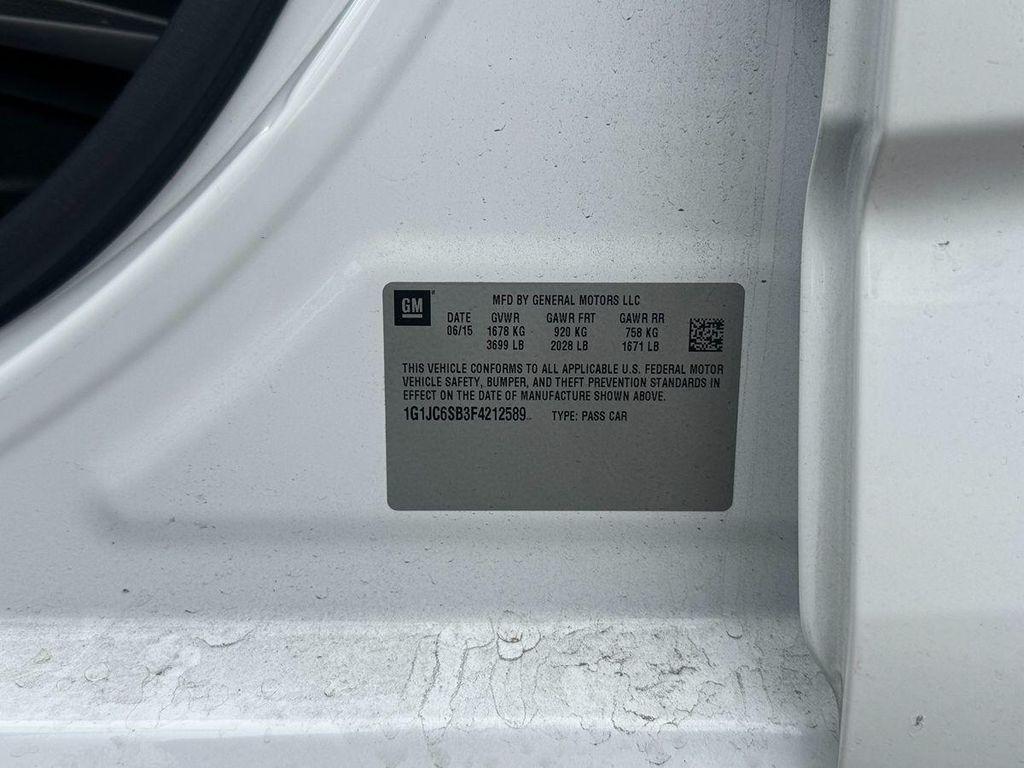 GM
MFD BY GENERAL MOTORS LLC
DATE GVWR GAWR FRT GAWR RR
06/15 1678 KG 920 KG 758 KG
3699 LB 2028 LB 1671 LB
THIS VEHICLE CONFORMS TO ALL APPLICABLE U.S. FEDERAL MOTOR
VEHICLE SAFETY, BUMPER, AND THEFT PREVENTION STANDARDS IN
EFFECT ON THE DATE OF MANUFACTURE SHOWN ABOVE.
1G1JC6SB3F4212589 TYPE: PASS CAR